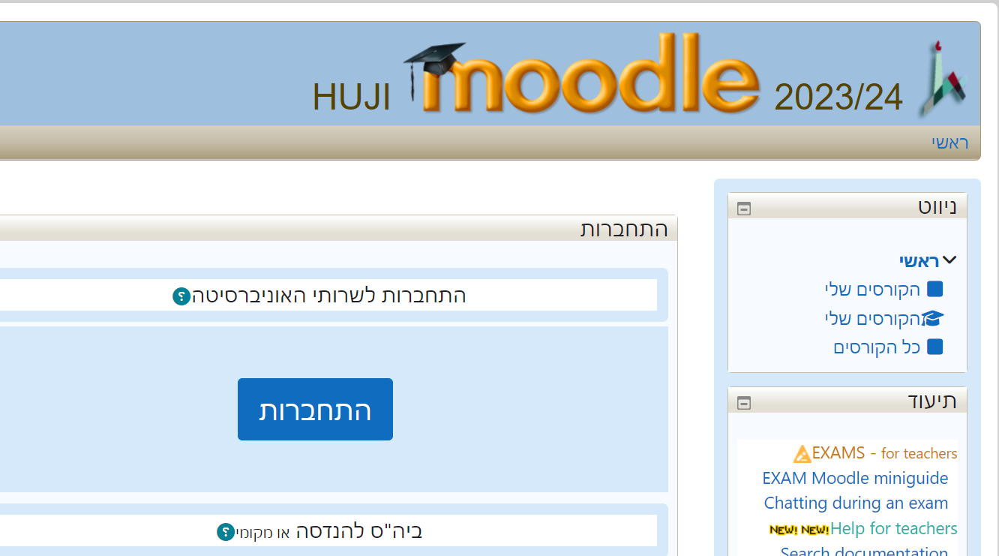 HUJI moodle 2023/24
ראשי
ניווט
ראשי
הקורסים שלי
הקורסים שלי
כל הקורסים
תיעוד
EXAMS - for teachers
EXAM Moodle miniguide
Chatting during an exam
NEW! NEW! Help for teachers
Search documentation
התחברות
התחברות לשרותי האוניברסיטה
התחברות
ביה"ס להנדסה או מקומי